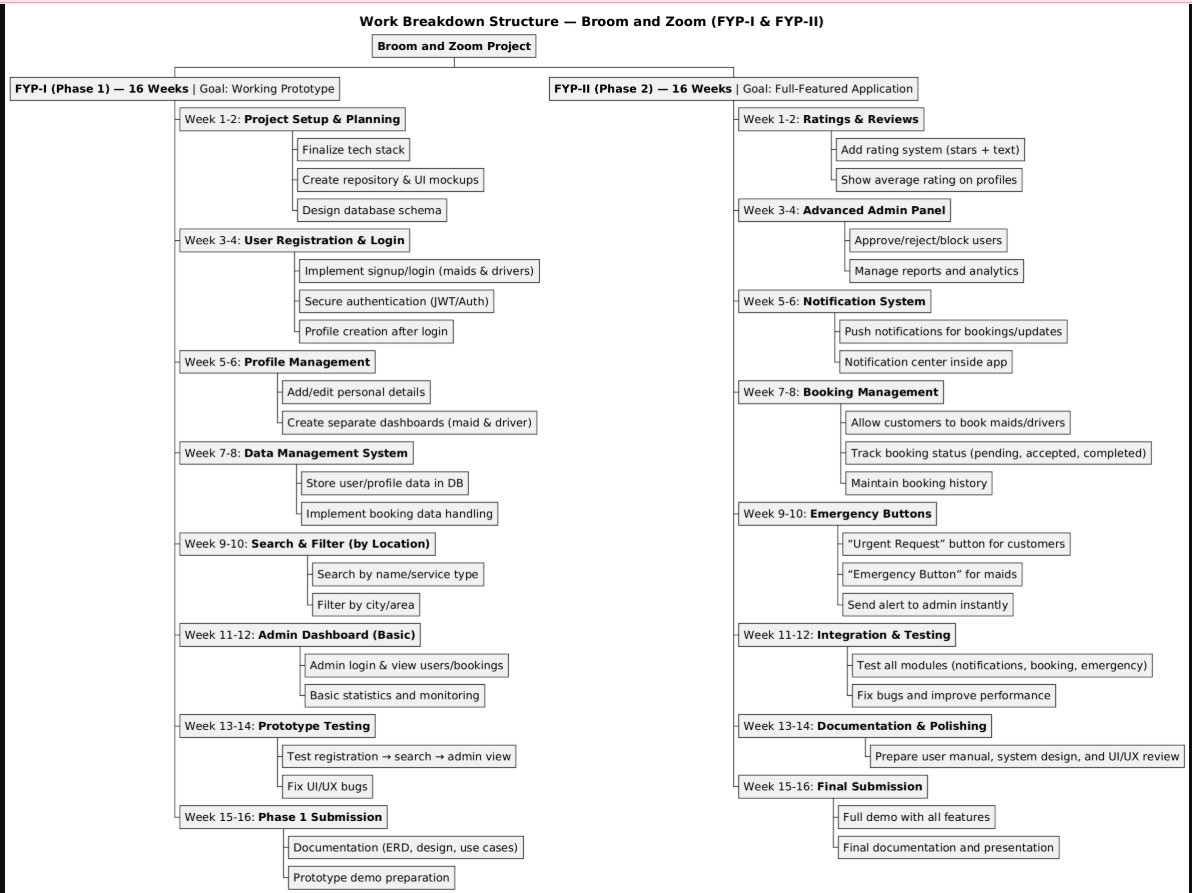 Work Breakdown Structure — Broom and Zoom (FYP-I & FYP-II)
Broom and Zoom Project
FYP-I (Phase 1) — 16 Weeks | Goal: Working Prototype
Week 1-2: Project Setup & Planning
Finalize tech stack
Create repository & UI mockups
Design database schema
Week 3-4: User Registration & Login
Implement signup/login (maids & drivers)
Secure authentication (JWT/Auth)
Profile creation after login
Week 5-6: Profile Management
Add/edit personal details
Create separate dashboards (maid & driver)
Week 7-8: Data Management System
Store user/profile data in DB
Implement booking data handling
Week 9-10: Search & Filter (by Location)
Search by name/service type
Filter by city/area
Week 11-12: Admin Dashboard (Basic)
Admin login & view users/bookings
Basic statistics and monitoring
Week 13-14: Prototype Testing
Test registration → search → admin view
Fix UI/UX bugs
Week 15-16: Phase 1 Submission
Documentation (ERD, design, use cases)
Prototype demo preparation
FYP-II (Phase 2) — 16 Weeks | Goal: Full-Featured Application
Week 1-2: Ratings & Reviews
Add rating system (stars + text)
Show average rating on profiles
Week 3-4: Advanced Admin Panel
Approve/reject/block users
Manage reports and analytics
Week 5-6: Notification System
Push notifications for bookings/updates
Notification center inside app
Week 7-8: Booking Management
Allow customers to book maids/drivers
Track booking status (pending, accepted, completed)
Maintain booking history
Week 9-10: Emergency Buttons
“Urgent Request” button for customers
“Emergency Button” for maids
Send alert to admin instantly
Week 11-12: Integration & Testing
Test all modules (notifications, booking, emergency)
Fix bugs and improve performance
Week 13-14: Documentation & Polishing
Prepare user manual, system design, and UI/UX review
Week 15-16: Final Submission
Full demo with all features
Final documentation and presentation